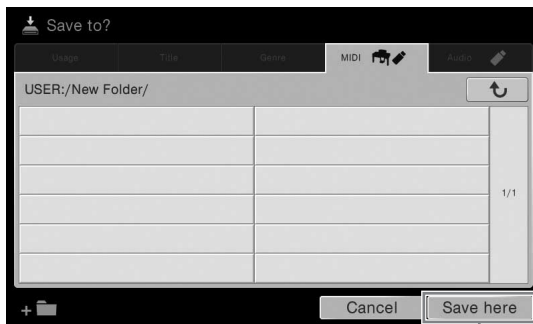 Save to?
Usage Title Genre MIDI Audio
USER:/New Folder/
1/1
+
Cancel Save here